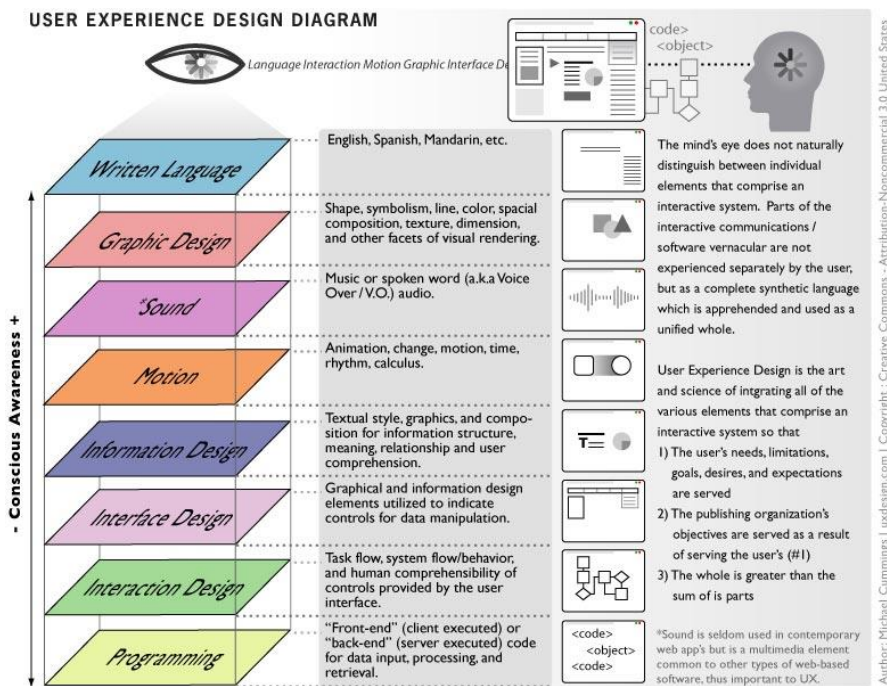 USER EXPERIENCE DESIGN DIAGRAM
Language Interaction Motion Graphic Interface De
code>
<object>
Written Language
English, Spanish, Mandarin, etc.
Graphic Design
Shape, symbolism, line, color, spacial
composition, texture, dimension,
and other facets of visual rendering.
*Sound
Music or spoken word (a.k.a Voice
Over / V.O.) audio.
Motion
Animation, change, motion, time,
rhythm, calculus.
Information Design
Textual style, graphics, and compo-
sition for information structure,
meaning, relationship and user
comprehension.
T
Interface Design
Graphical and information design
elements utilized to indicate
controls for data manipulation.
Interaction Design
Task flow, system flow/behavior,
and human comprehensibility of
controls provided by the user
interface.
Programming
"Front-end" (client executed) or
"back-end" (server executed) code
for data input, processing, and
retrieval.
<code>
<object>
<code>
- Conscious Awareness +
The mind's eye does not naturally
distinguish between individual
elements that comprise an
interactive system. Parts of the
interactive communications /
software vernacular are not
experienced separately by the user,
but as a complete synthetic language
which is apprehended and used as a
unified whole.
User Experience Design is the art
and science of intgrating all of the
various elements that comprise an
interactive system so that
1) The user's needs, limitations,
goals, desires, and expectations
are served
2) The publishing organization's
objectives are served as a result
of serving the user's (#1)
3) The whole is greater than the
sum of is parts
*Sound is seldom used in contemporary
web app's but is a multimedia element
common to other types of web-based
software, thus important to UX.
Author: Michael Cummings | uxdesign.com | Copyright : Creative Commons - Attribution-Noncommercial 3.0 United States